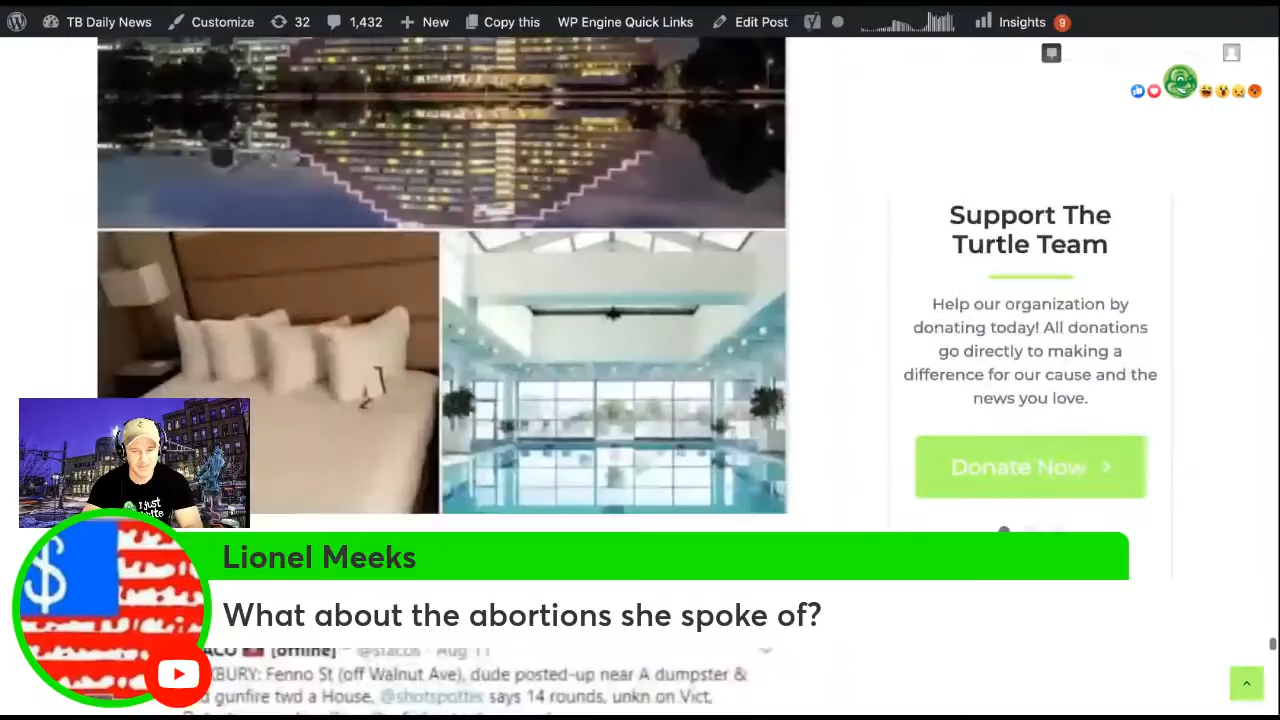 TB Daily News Customize 32 1,432 New Copy this WP Engine Quick Links Edit Post Insights 9
Support The
Turtle Team
Help our organization by
donating today! All donations
go directly to making a
difference for our cause and the
news you love.
Donate Now
I just
Lionel Meeks
What about the abortions she spoke of?
[offline] Aug 11
BURY: Fenno St (off Walnut Ave), dude posted-up near A dumpster &
gunfire twd a House, @shotspotter says 14 rounds, unkn on Vict.